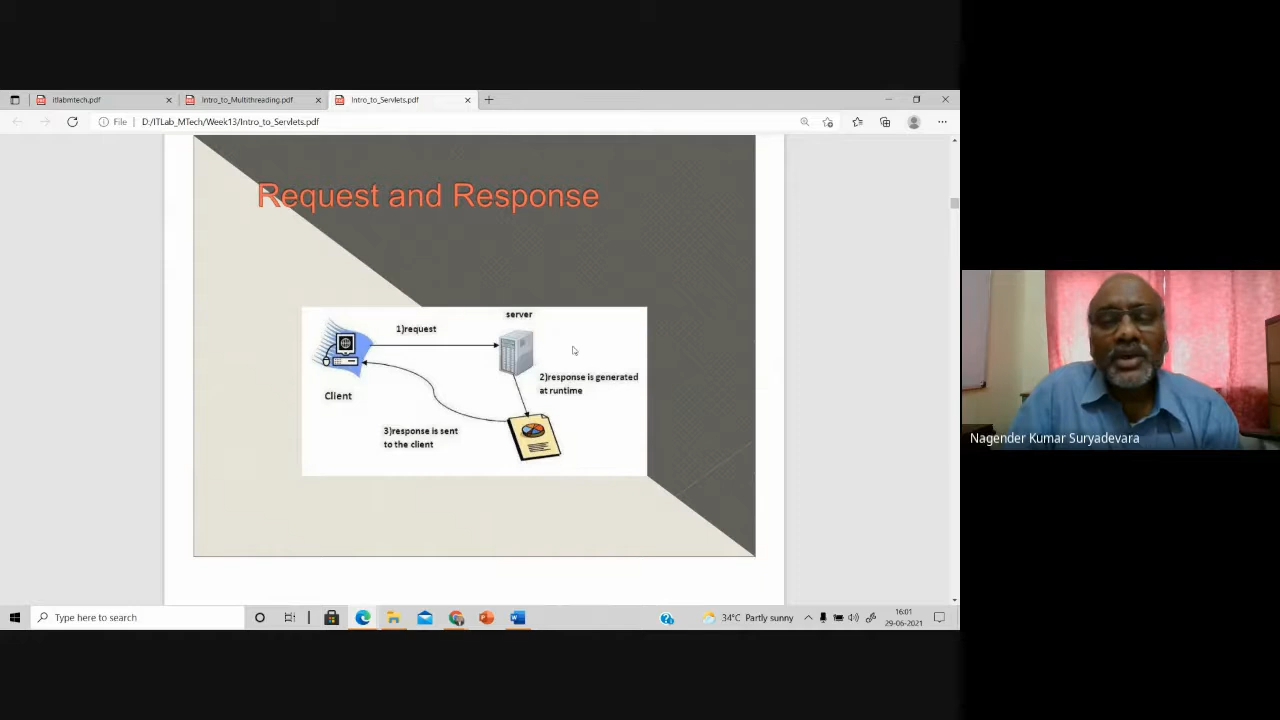 itlabmtech.pdf
Intro_to_Multithreading.pdf
Intro_to_Servlets.pdf
File
D:/ITLab_MTech/Week13/Intro_to_Servlets.pdf
Request and Response
server
1)request
2)response is generated
at runtime
Client
3)response is sent
to the client
Nagender Kumar Suryadevara
Type here to search
34°C Partly sunny
16:01
29-06-2021